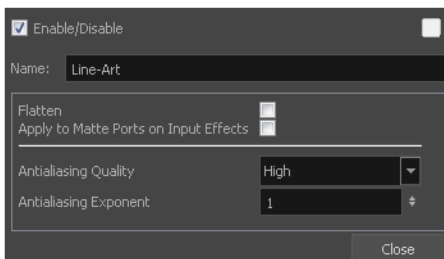 Enable/Disable
Name: Line-Art
Flatten
Apply to Matte Ports on Input Effects
Antialiasing Quality High
Antialiasing Exponent 1
Close